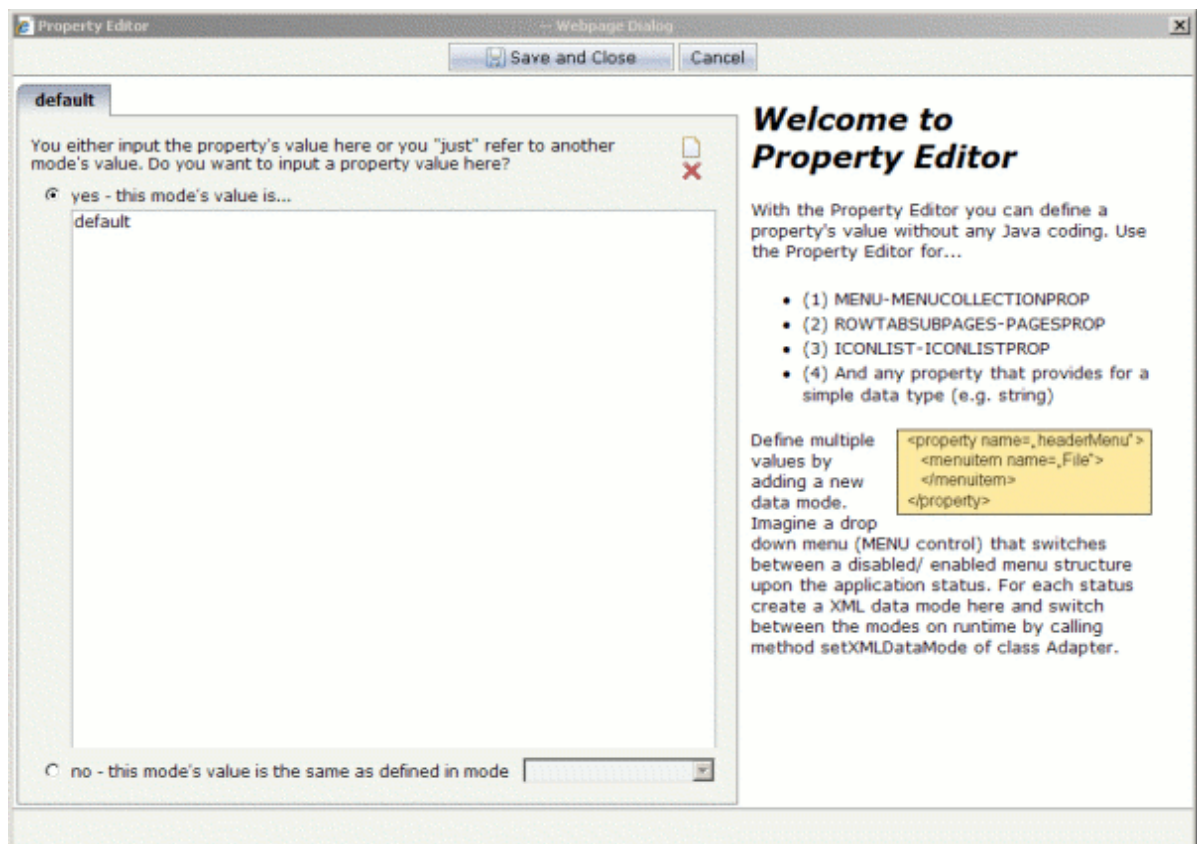 Property Editor -- Webpage Dialog
Save and Close Cancel
default
You either input the property's value here or you "just" refer to another
mode's value. Do you want to input a property value here?
yes - this mode's value is...
default
no - this mode's value is the same as defined in mode
Welcome to
Property Editor
With the Property Editor you can define a
property's value without any Java coding. Use
the Property Editor for...
• (1) MENU-MENUCOLLECTIONPROP
• (2) ROWTABSUBPAGES-PAGESPROP
• (3) ICONLIST-ICONLISTPROP
• (4) And any property that provides for a
simple data type (e.g. string)
Define multiple
values by
adding a new
data mode.
Imagine a drop
<property name=„headerMenu">
<menuitem name=„File">
</menuitem>
</property>
down menu (MENU control) that switches
between a disabled/ enabled menu structure
upon the application status. For each status
create a XML data mode here and switch
between the modes on runtime by calling
method setXMLDataMode of class Adapter.